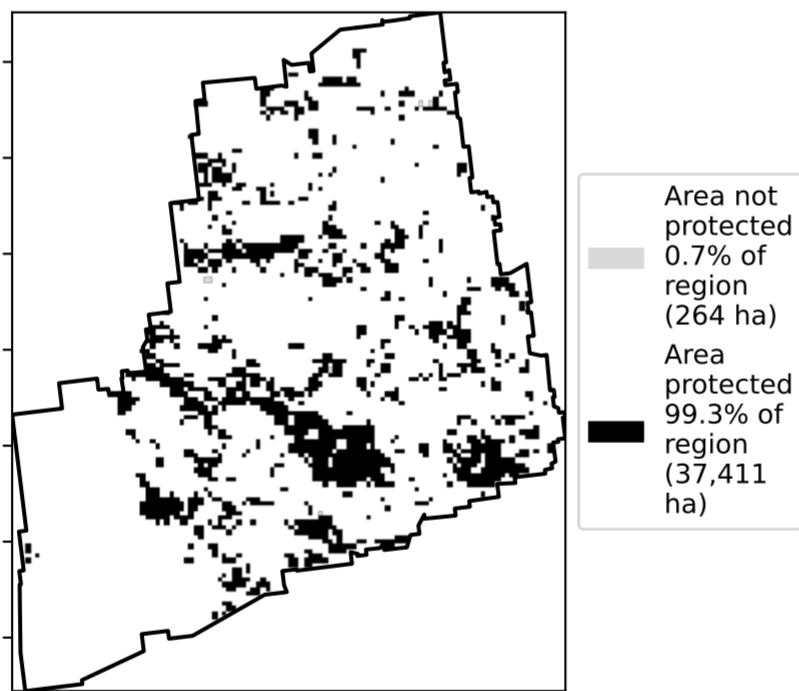 Area not
protected
0.7% of
region
(264 ha)
Area
protected
99.3% of
region
(37,411
ha)